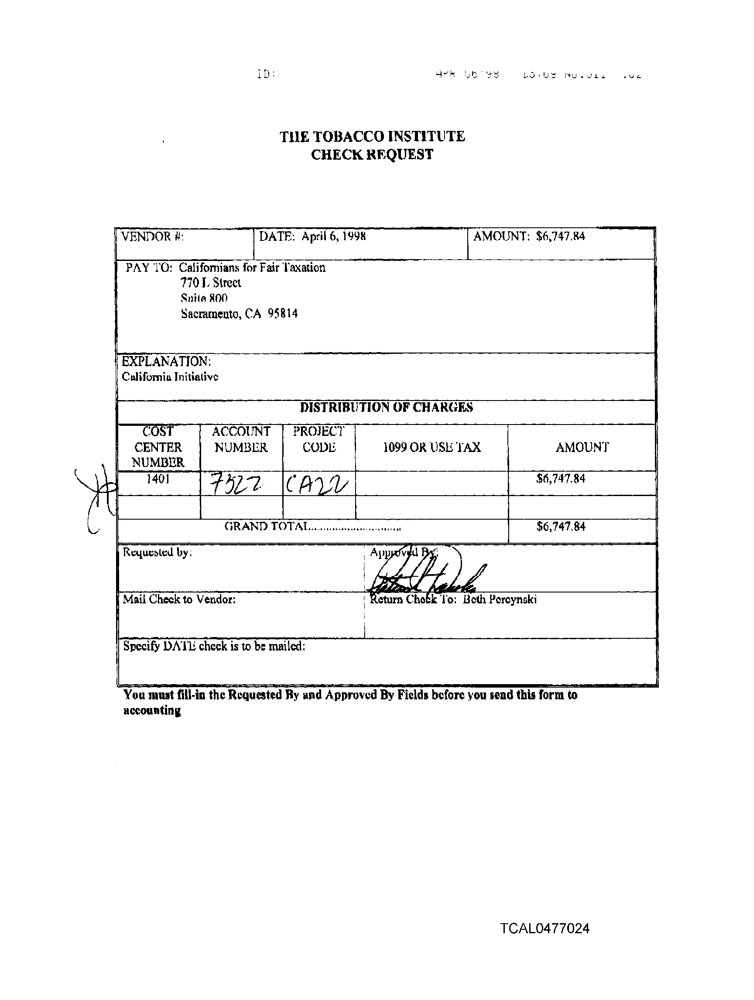 ID:
APR 06'98 13:09 No.011 .02
THE TOBACCO INSTITUTE
CHECK REQUEST
VENDOR #: DATE: April 6, 1998 AMOUNT: $6,747.84
PAY TO: Californians for Fair Taxation
770 L Street
Suite 800
Sacramento, CA 95814
EXPLANATION:
California Initiative
DISTRIBUTION OF CHARGES
COST CENTER NUMBER ACCOUNT NUMBER PROJECT CODE 1099 OR USE TAX AMOUNT
1401 7322 CA22 $6,747.84
GRAND TOTAL.............................. $6,747.84
Requested by: Approved By:
Mail Check to Vendor: Return Check To: Beth Porcynski
Specify DATE check is to be mailed:
You must fill-in the Requested By and Approved By Fields before you send this form to
accounting
TCAL0477024